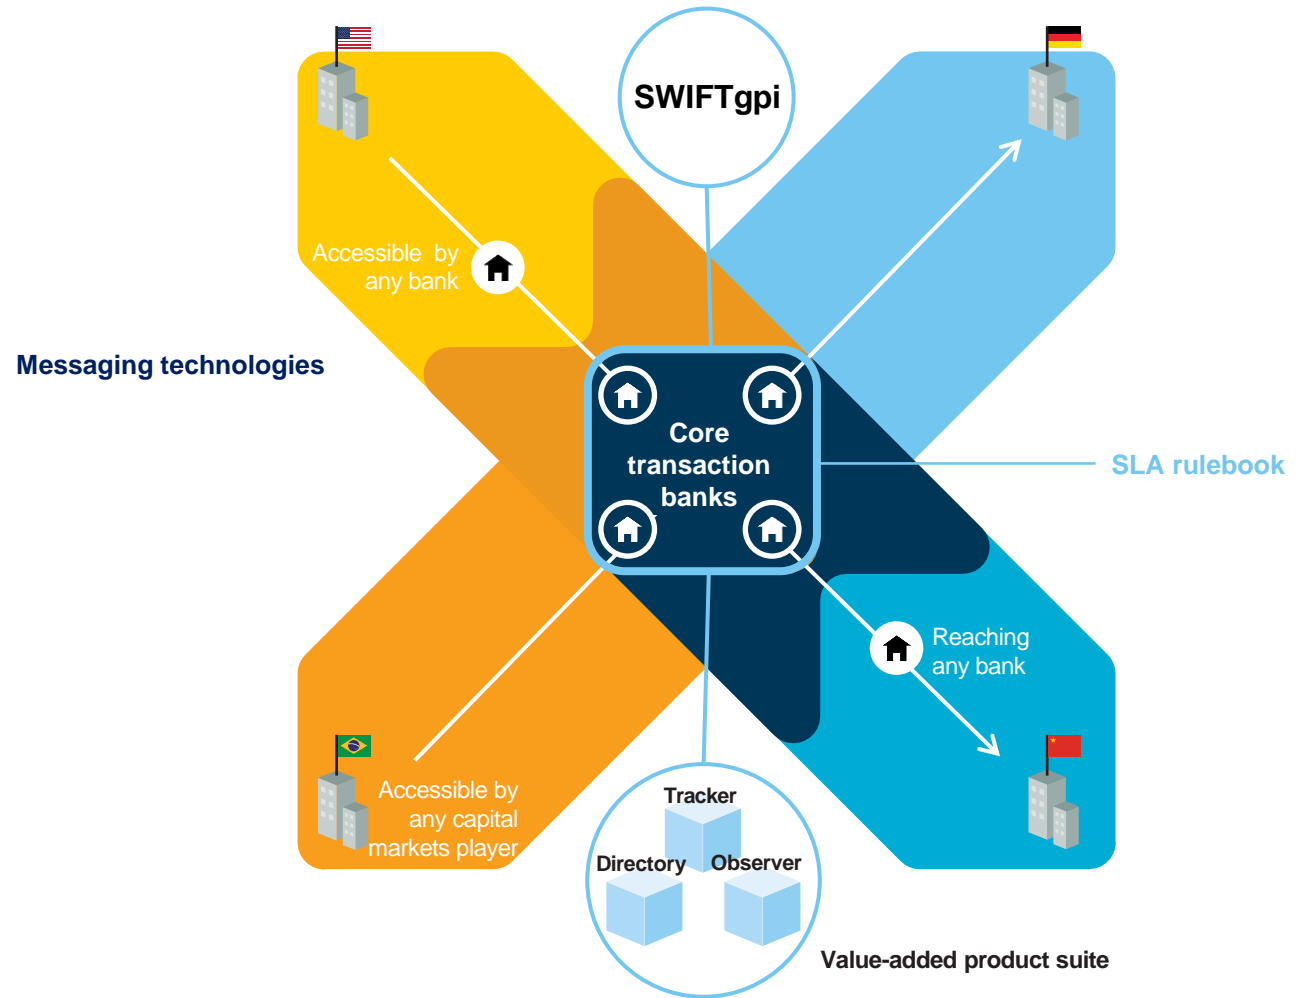 SWIFTgpi
Accessible by
any bank
Messaging technologies
Core
transaction
banks
SLA rulebook
Reaching
any bank
Accessible by
any capital
markets player
Tracker
Directory
Observer
Value-added product suite